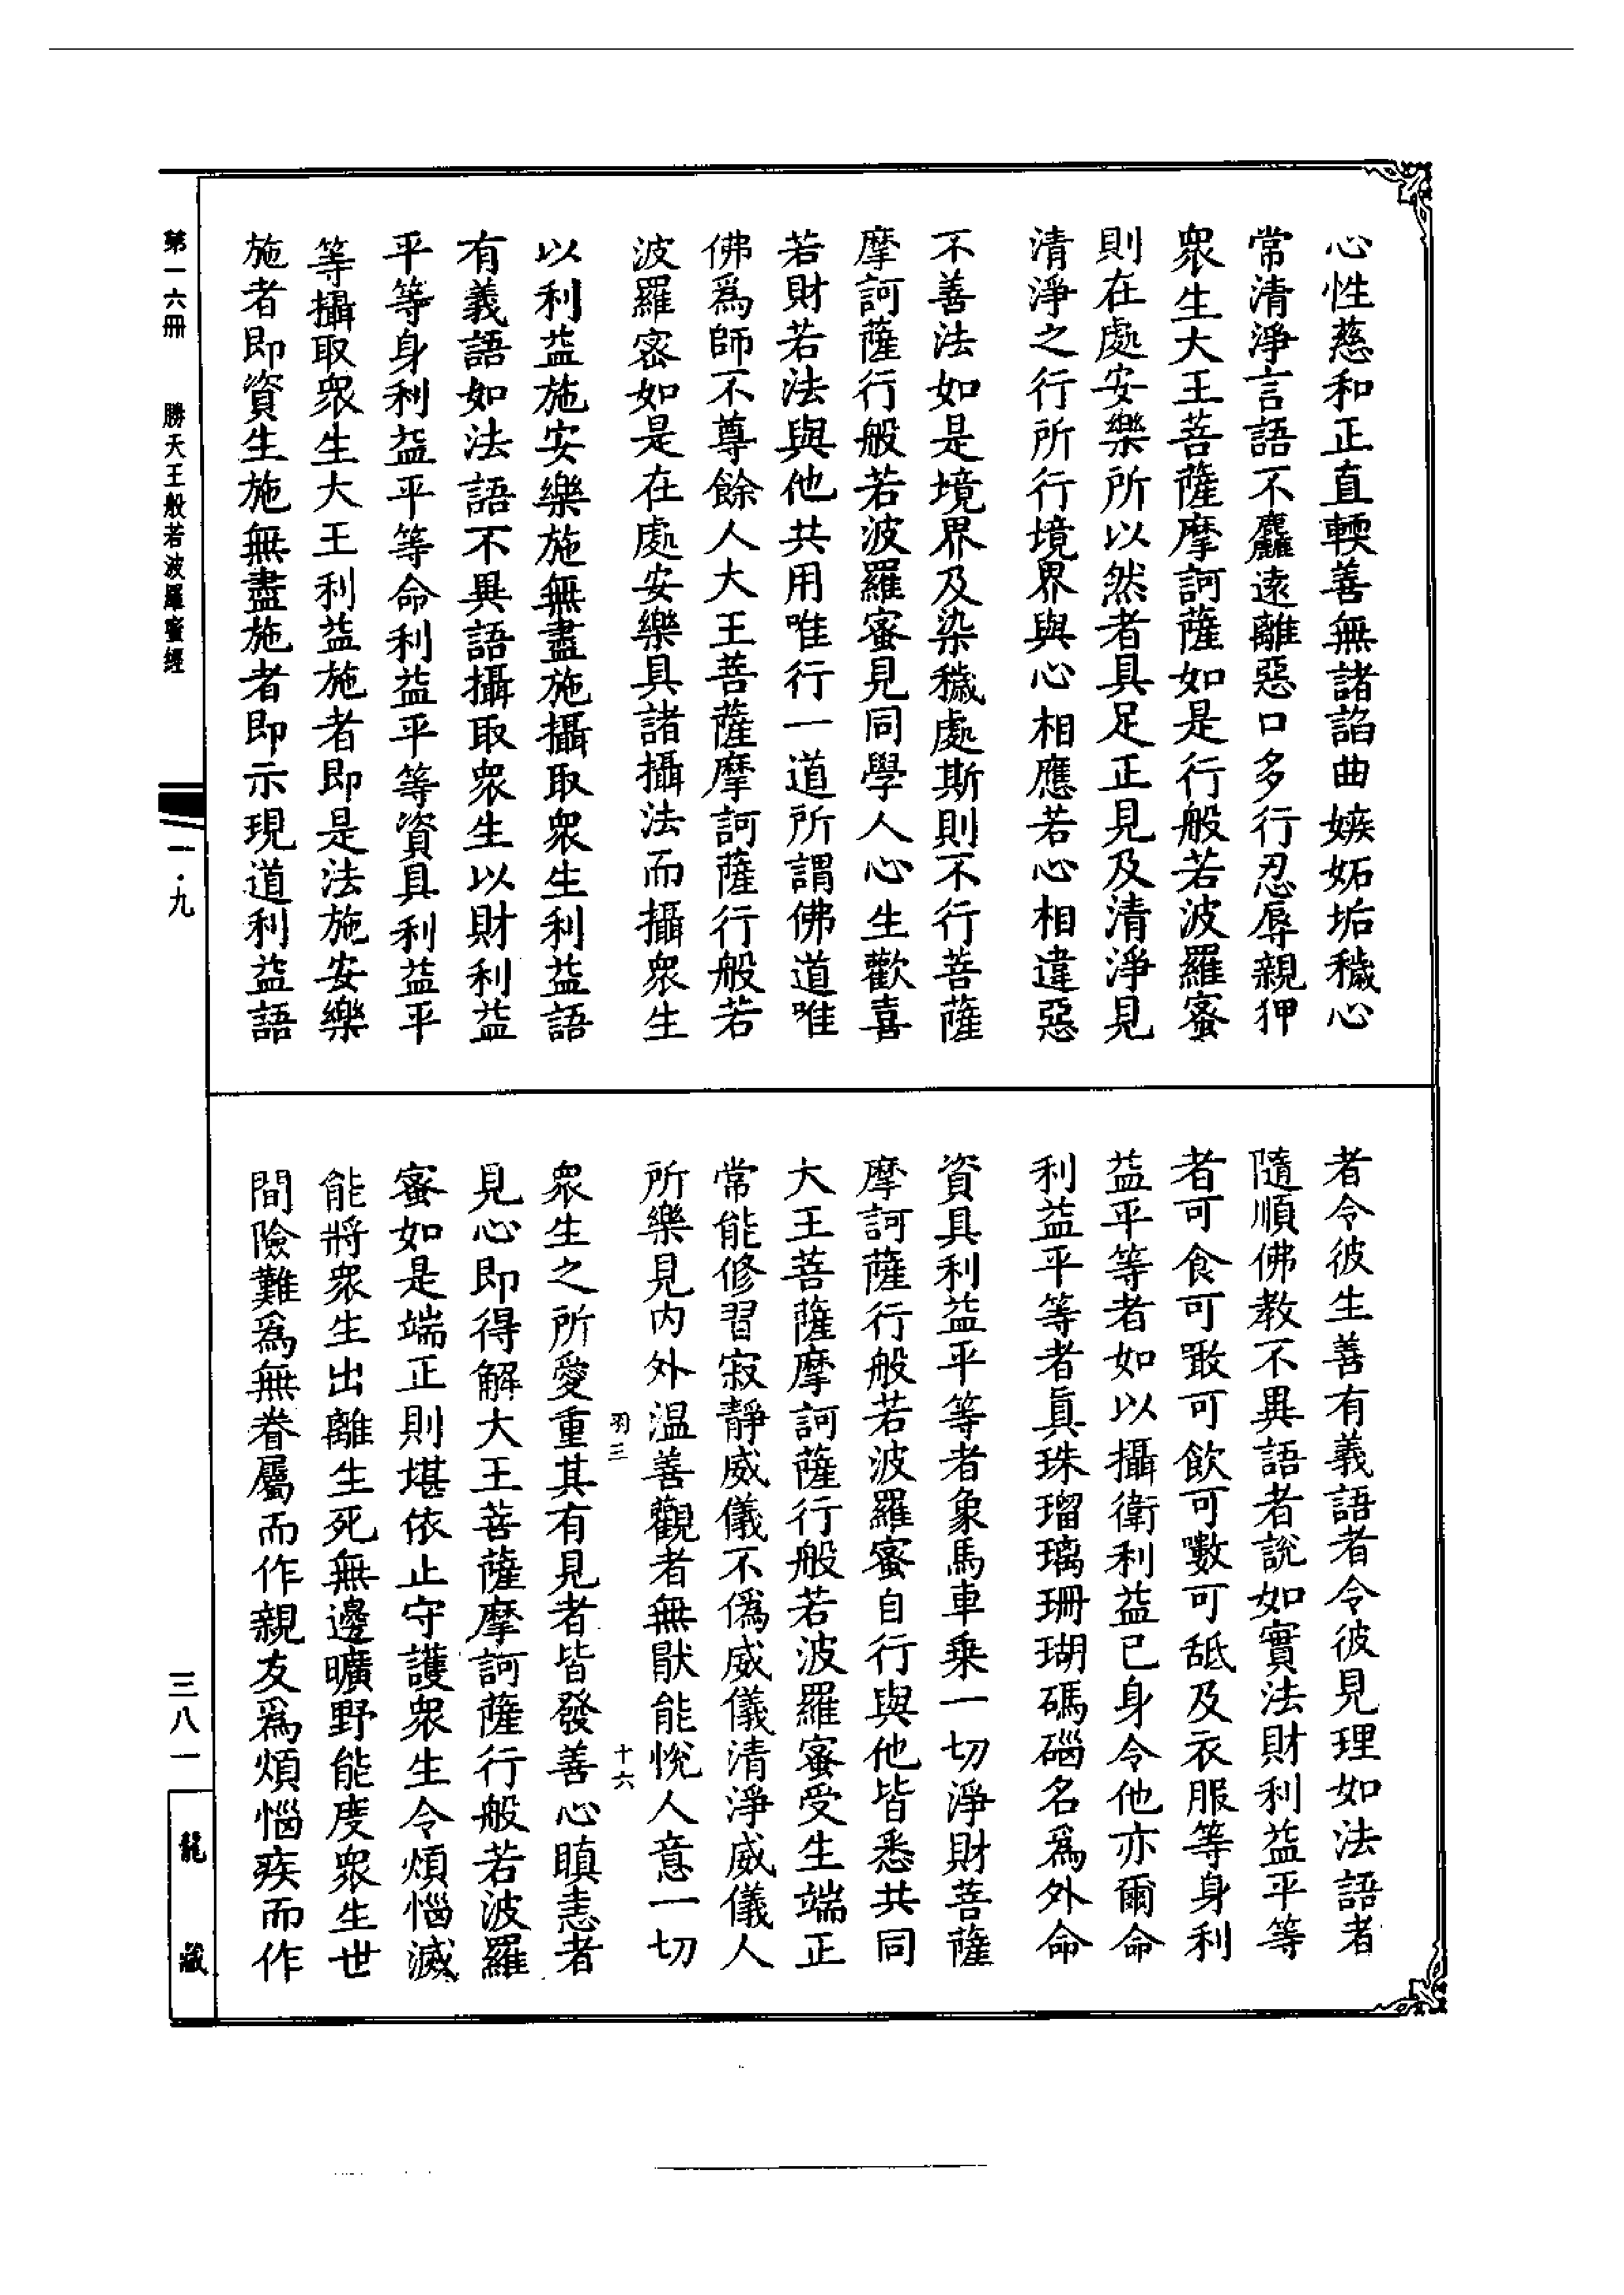 心性慈和正直輭善無諸諂曲嫉妬垢穢心
常清淨言語不麤遠離惡口多行忍辱親狎
衆生大王菩薩摩訶薩如是行般若波羅蜜
則在處安樂所以然者具足正見及清淨見
清淨之行所行境界與心相應若心相違惡
不善法如是境界及染穢處斯則不行菩薩
摩訶薩行般若波羅蜜見同學人心生歡喜
若財若法與他共用唯行一道所謂佛道唯
佛爲師不尊餘人大王菩薩摩訶薩行般若
波羅密如是在處安樂具諸攝法而攝衆生
以利益施安樂施無盡施攝取衆生利益語
有義語如法語不異語攝取衆生以財利益
平等身利益平等命利益平等資具利益平
等攝取衆生大王利益施者即是法施安樂
施者即資生施無盡施者即示現道利益語
者令彼生善有義語者令彼見理如法語者
隨順佛教不異語者說如實法財利益平等
者可食可噉可飲可嘬可舐及衣服等身利
益平等者如以攝衛利益已身令他亦爾命
利益平等者眞珠瑠璃珊瑚碼碯名爲外命
資具利益平等者象馬車乗一切淨財菩薩
摩訶薩行般若波羅蜜自行與他皆悉共同
大王菩薩摩訶薩行般若波羅蜜受生端正
常能修習寂靜威儀不僞威儀清淨威儀人
所樂見内外温善觀者無猒能悅人意一切
羽三 十六
衆生之所愛重其有見者皆發善心瞋恚者
見心即得解大王菩薩摩訶薩行般若波羅
蜜如是端正則堪依止守護衆生令煩惱滅
能將衆生出離生死無邊曠野能度衆生世
間險難爲無眷屬而作親友爲煩惱疾而作
第一六冊 勝天王般若波羅蜜經
一·九
三八一
龍藏